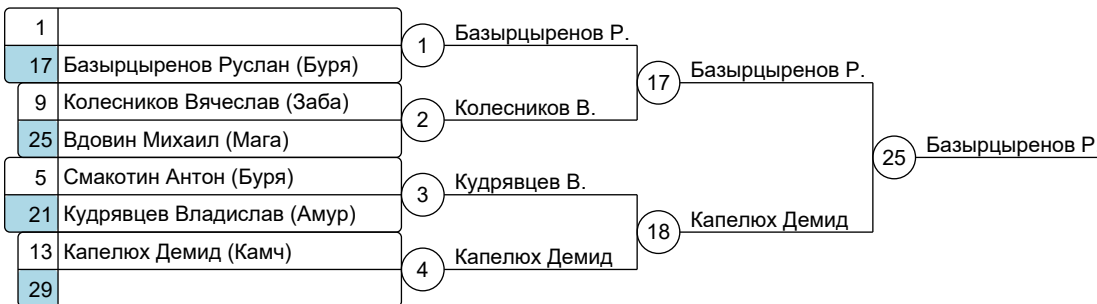 1
17 Базырцыренов Руслан (Буря)
9 Колесников Вячеслав (Заба)
25 Вдовин Михаил (Мага)
5 Смакотин Антон (Буря)
21 Кудрявцев Владислав (Амур)
13 Капелюх Демид (Камч)
29
1
Базырцыренов Р.
2
Колесников В.
3
Кудрявцев В.
4
Капелюх Демид
17
Базырцыренов Р.
18
Капелюх Демид
25
Базырцыренов Р